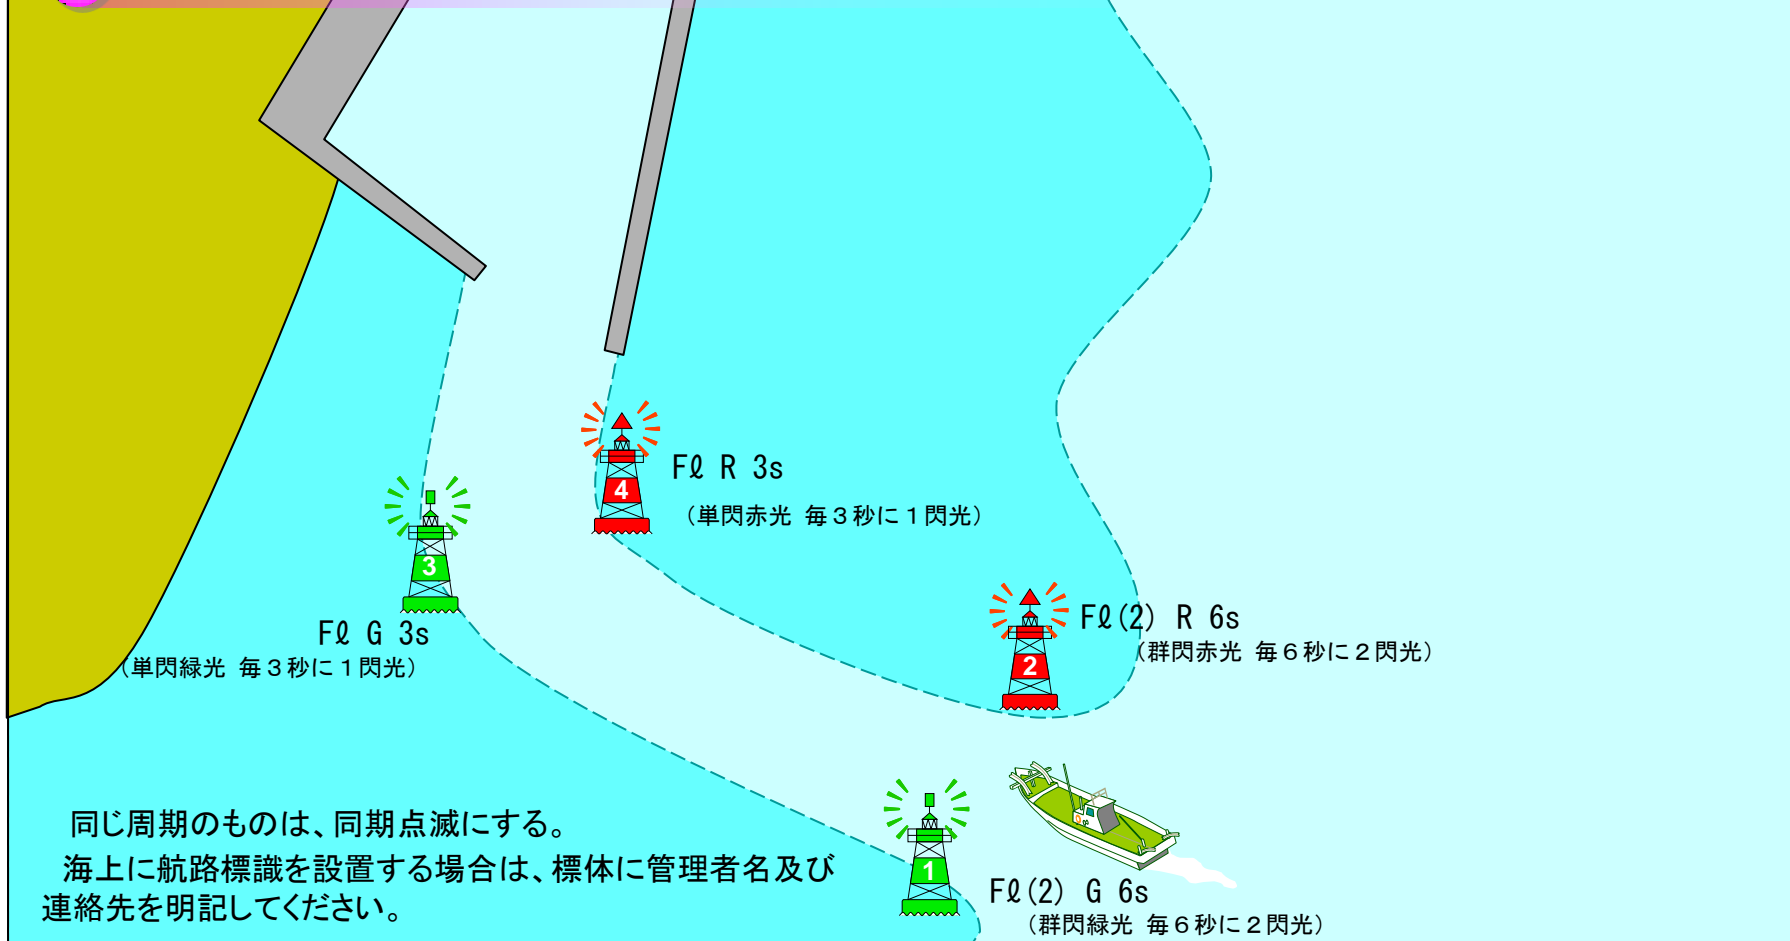 4
Fℓ R 3s
（単閃赤光 毎３秒に１閃光）
3
Fℓ G 3s
（単閃緑光 毎３秒に１閃光）
2
Fℓ(2) R 6s
（群閃赤光 毎６秒に２閃光）
1
Fℓ(2) G 6s
（群閃緑光 毎６秒に２閃光）
同じ周期のものは、同期点滅にする。
海上に航路標識を設置する場合は、標体に管理者名及び
連絡先を明記してください。